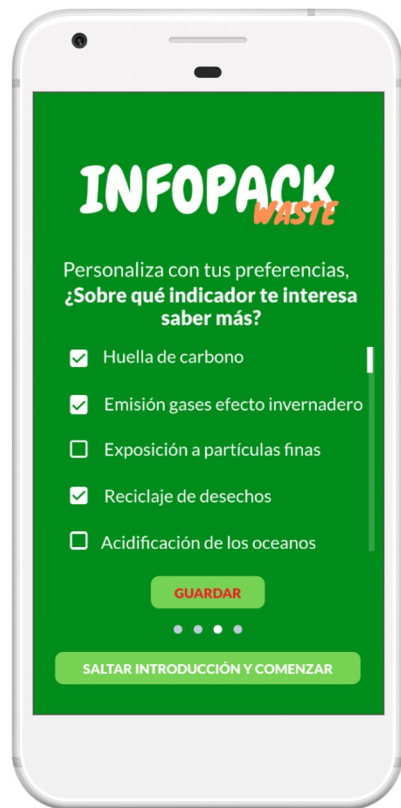 INFOPACK
WASTE
Personaliza con tus preferencias,
¿Sobre qué indicador te interesa
saber más?
Huella de carbono
Emisión gases efecto invernadero
Exposición a partículas finas
Reciclaje de desechos
Acidificación de los oceanos
GUARDAR
SALTAR INTRODUCCIÓN Y COMENZAR